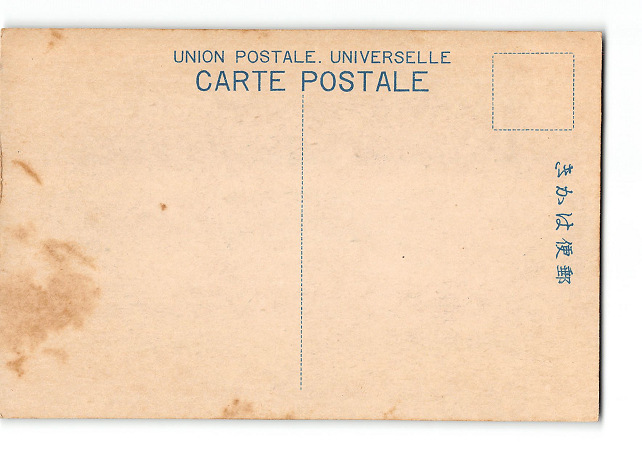 UNION POSTALE. UNIVERSELLE
CARTE POSTALE
きかは便郵